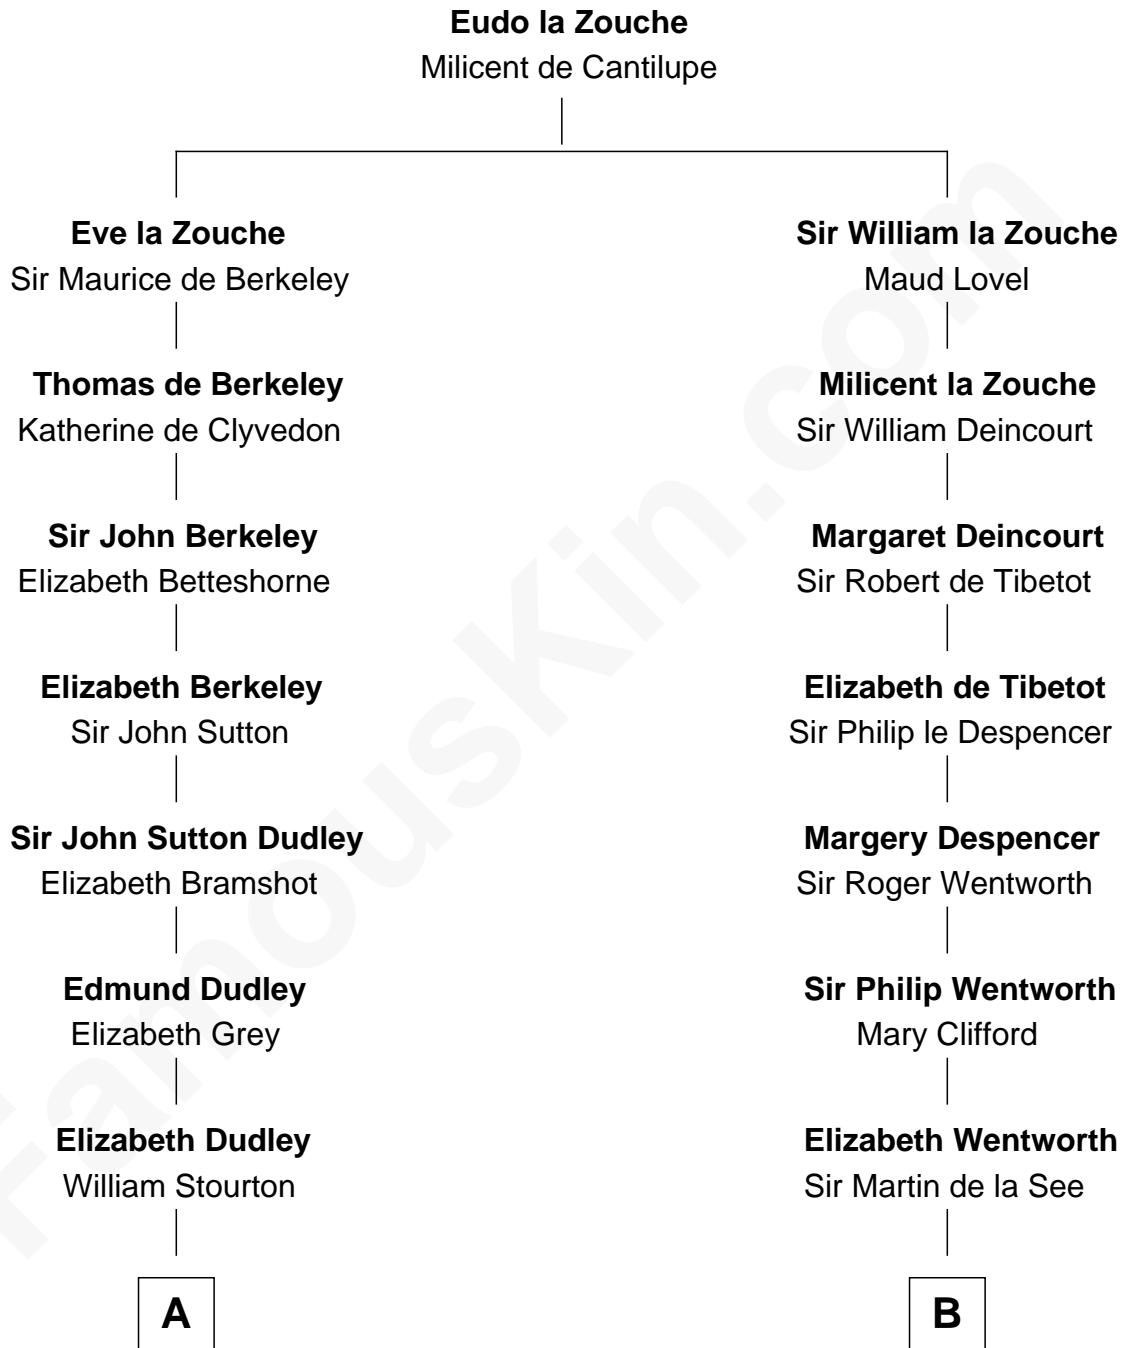 Eudo la Zouche
Milicent de Cantilupe
Eve la Zouche
Sir Maurice de Berkeley
Sir William la Zouche
Maud Lovel
Thomas de Berkeley
Katherine de Clyvedon
Milicent la Zouche
Sir William Deincourt
Sir John Berkeley
Elizabeth Betteshorne
Margaret Deincourt
Sir Robert de Tibetot
Elizabeth Berkeley
Sir John Sutton
Elizabeth de Tibetot
Sir Philip le Despencer
Sir John Sutton Dudley
Elizabeth Bramshot
Margery Despencer
Sir Roger Wentworth
Edmund Dudley
Elizabeth Grey
Sir Philip Wentworth
Mary Clifford
Elizabeth Dudley
William Stourton
Elizabeth Wentworth
Sir Martin de la See
A
B
FamousKin.com